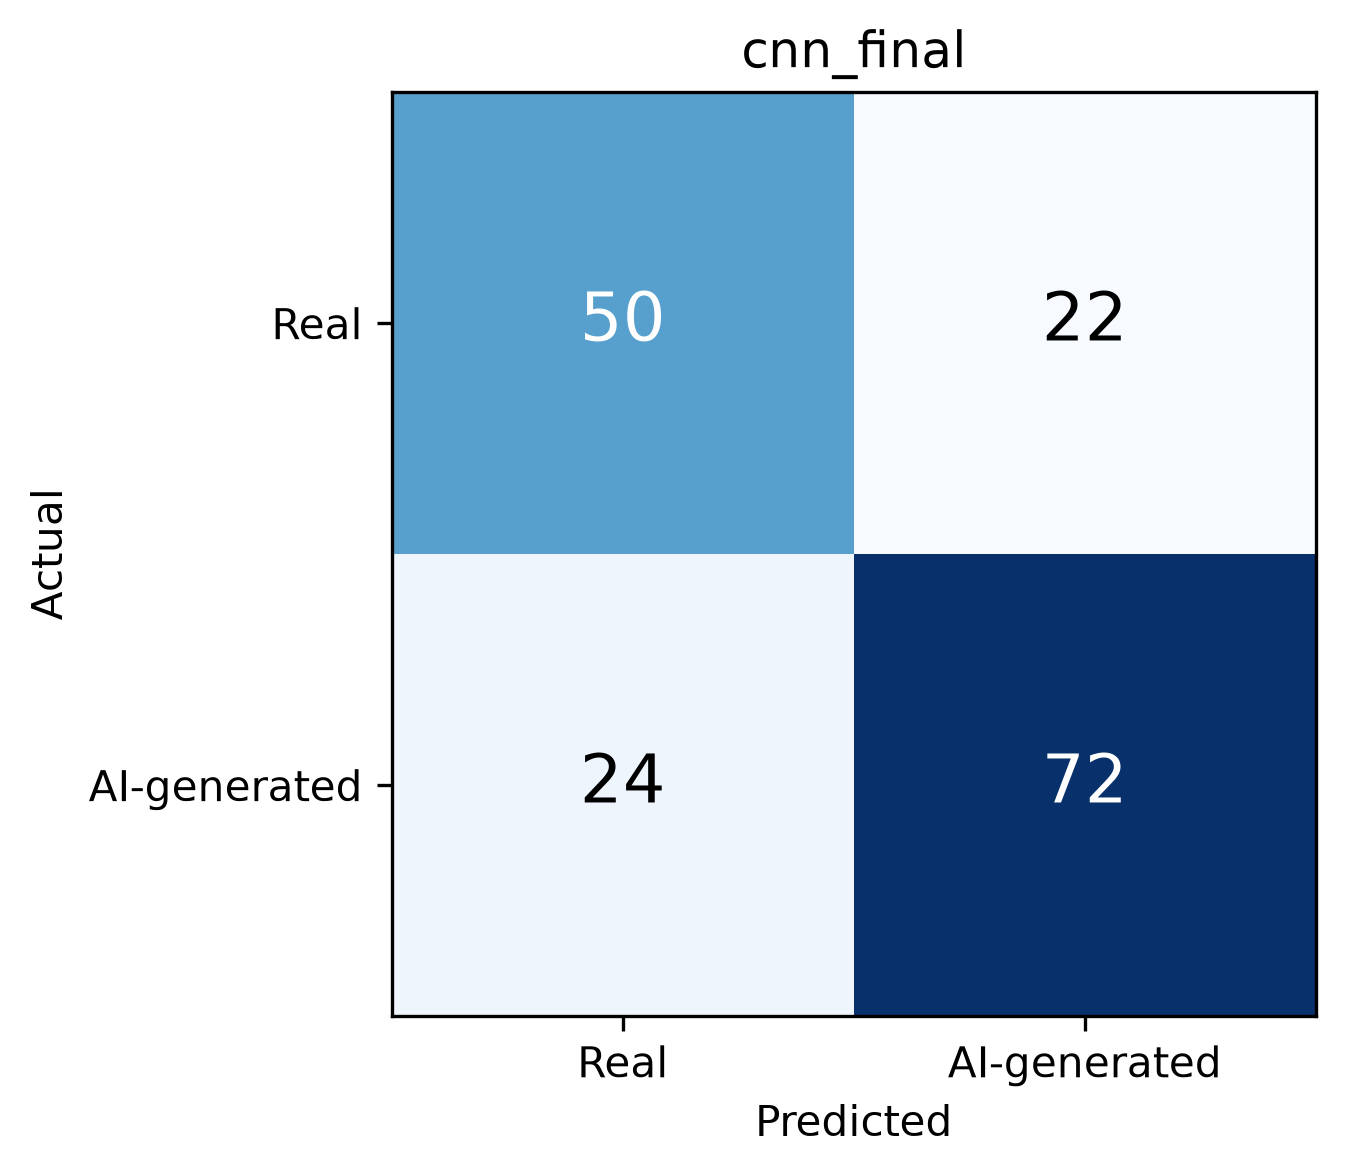 cnn_final
Real
50
22
Actual
AI-generated
24
72
Real
AI-generated
Predicted